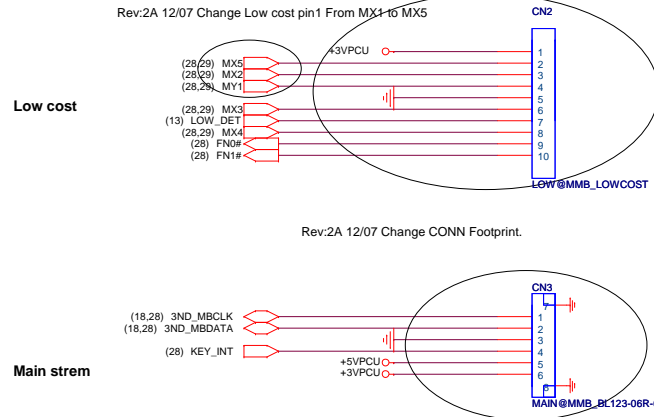 Rev:2A 12/07 Change Low cost pin1 From MX1 to MX5
CN2
+3VPCU 1
(28,29) MX5 2
(28,29) MX2 3
(28,29) MY1 4
5
Low cost
(28,29) MX3 6
(13) LOW_DET 7
(28,29) MX4 8
(28) FN0# 9
(28) FN1# 10
LOW@MMB_LOWCOST
Rev:2A 12/07 Change CONN Footprint.
CN3
7
(18,28) 3ND_MBCLK 1
(18,28) 3ND_MBDATA 2
3
(28) KEY_INT 4
+5VPCU 5
+3VPCU 6
Main strem
8
MAIN@MMB_BL123-06R-